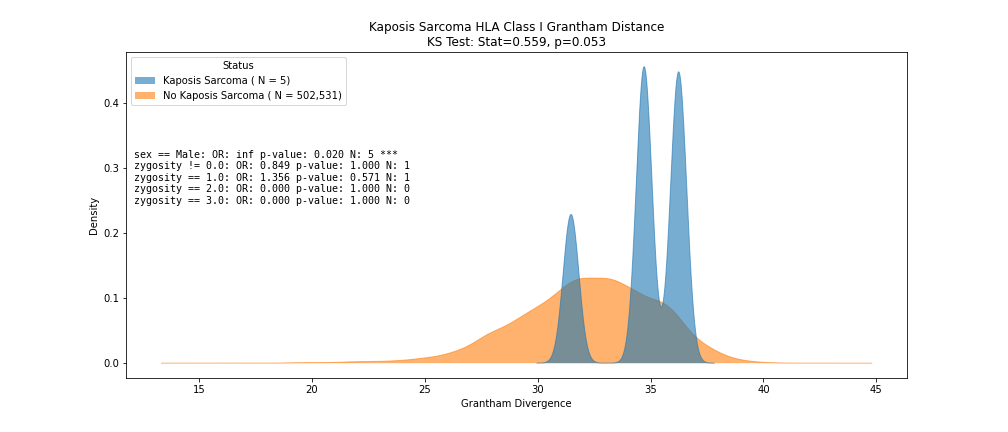 Kaposis Sarcoma HLA Class I Grantham Distance
KS Test: Stat=0.559, p=0.053
Status
Kaposis Sarcoma ( N = 5)
No Kaposis Sarcoma ( N = 502,531)
sex == Male: OR: inf p-value: 0.020 N: 5 ***
zygosity != 0.0: OR: 0.849 p-value: 1.000 N: 1
zygosity == 1.0: OR: 1.356 p-value: 0.571 N: 1
zygosity == 2.0: OR: 0.000 p-value: 1.000 N: 0
zygosity == 3.0: OR: 0.000 p-value: 1.000 N: 0
Density
0.4
0.3
0.2
0.1
0.0
15 20 25 30 35 40 45
Grantham Divergence